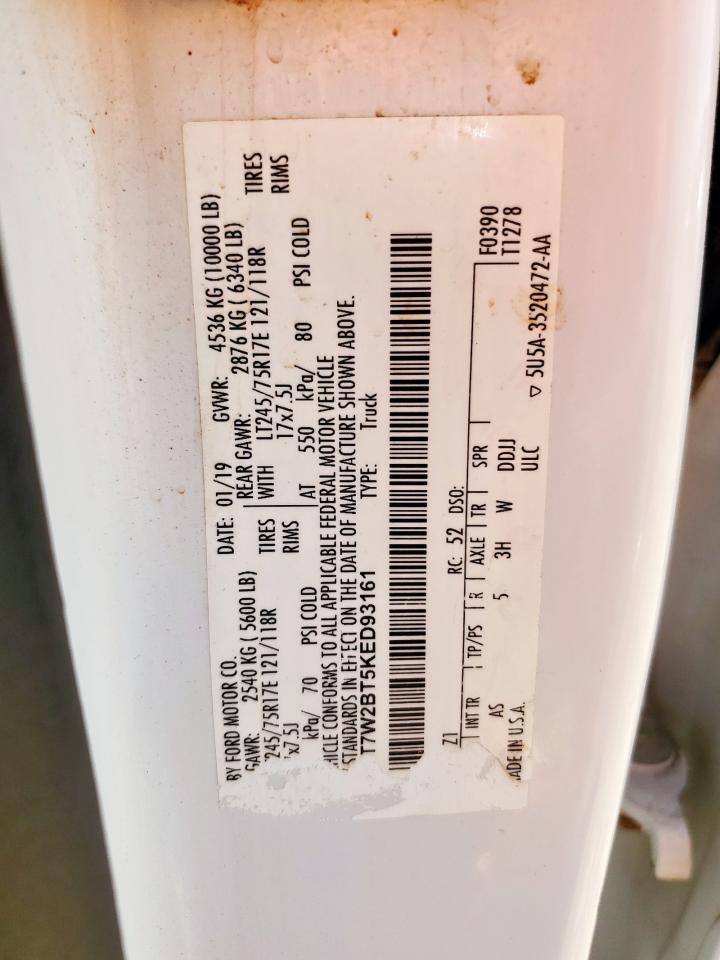 BY FORD MOTOR CO. DATE: 01/19 GVWR: 4536 KG (10000 LB)
GAWR: 2540 KG ( 5600 LB) REAR GAWR: 2876 KG ( 6340 LB)
245/75R17E 121/118R TIRES WITH LT245/75R17E 121/118R TIRES
x7.5J RIMS 17x7.5J RIMS
kPa/ 70 PSI COLD AT 550 kPa/ 80 PSI COLD
HICLE CONFORMS TO ALL APPLICABLE FEDERAL MOTOR VEHICLE
STANDARDS IN EFFECT ON THE DATE OF MANUFACTURE SHOWN ABOVE.
T7W2BT5KED93161 TYPE: Truck
F0390
T1278
Z1 RC: 52 DSO:
INT TR TP/PS R AXLE TR SPR
AS 5 3H W DDJJ
ADE IN U.S.A. ULC
▽ 5U5A-3520472-AA